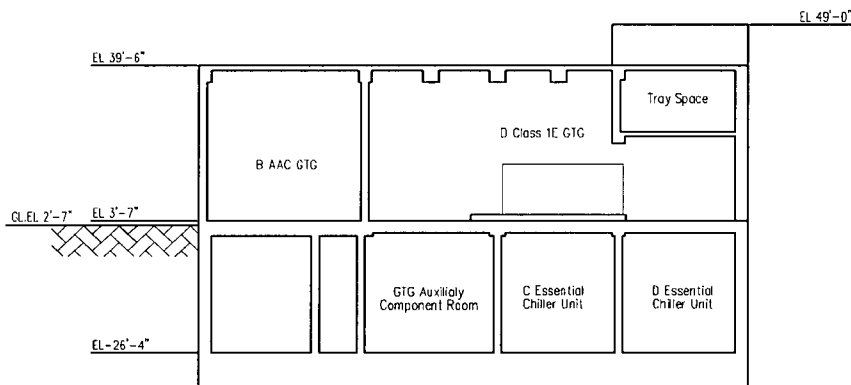 EL 49'-0"
EL 39'-6"
Tray Space
D Class 1E GTG
B AAC GTG
GL.EL 2'-7"
EL 3'-7"
GTG Auxilialy
Component Room
C Essential
Chiller Unit
D Essential
Chiller Unit
EL-26'-4"